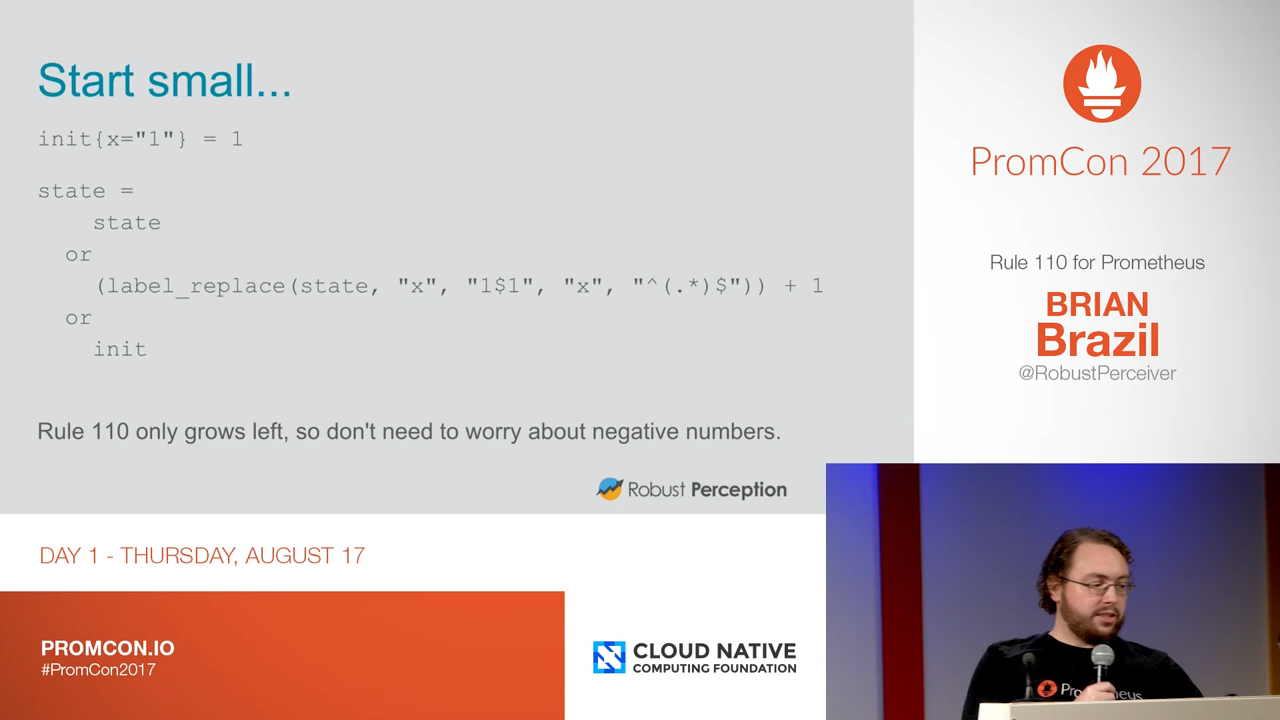 Start small...
init{x="1"} = 1
state =
state
or
(label_replace(state, "x", "1$1", "x", "^(.*)$")) + 1
or
init
Rule 110 only grows left, so don't need to worry about negative numbers.
Robust Perception
PromCon 2017
Rule 110 for Prometheus
BRIAN
Brazil
@RobustPerceiver
DAY 1 - THURSDAY, AUGUST 17
PROMCON.IO
#PromCon2017
CLOUD NATIVE
COMPUTING FOUNDATION